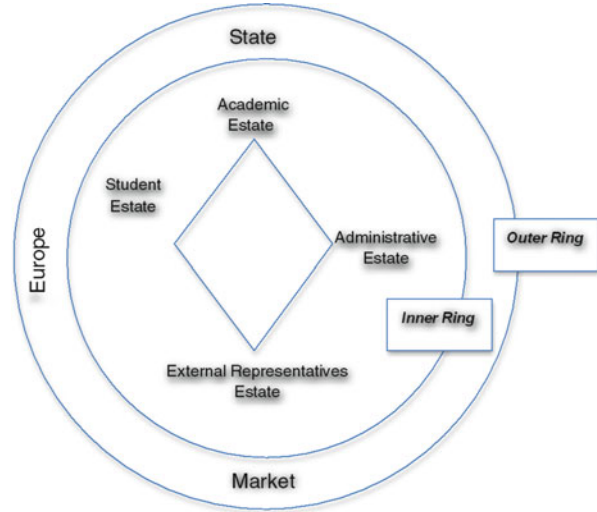 State
Academic
Estate
Student
Estate
Europe
Administrative
Estate
Outer Ring
Inner Ring
External Representatives
Estate
Market